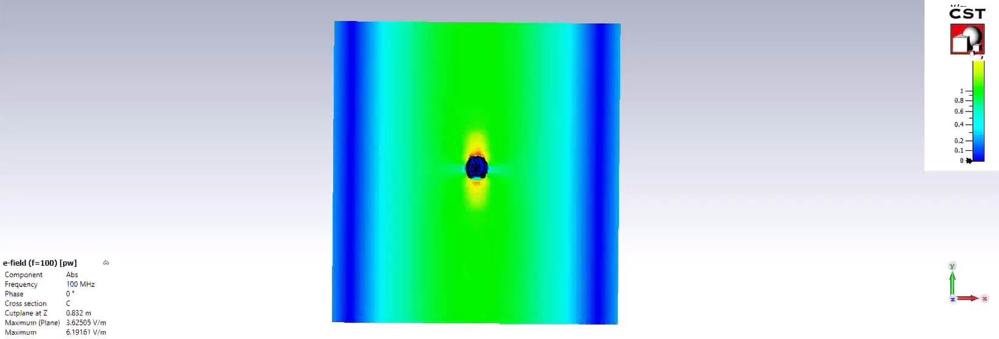 CST
1
0.8
0.6
0.4
0.2
0.1
0
e-field (f=100) [pw]
Component Abs
Frequency 100 MHz
Phase 0 °
Cross section C
Cutplane at Z 0.832 m
Maximum (Plane) 3.62505 V/m
Maximum 6.19161 V/m
y
z x